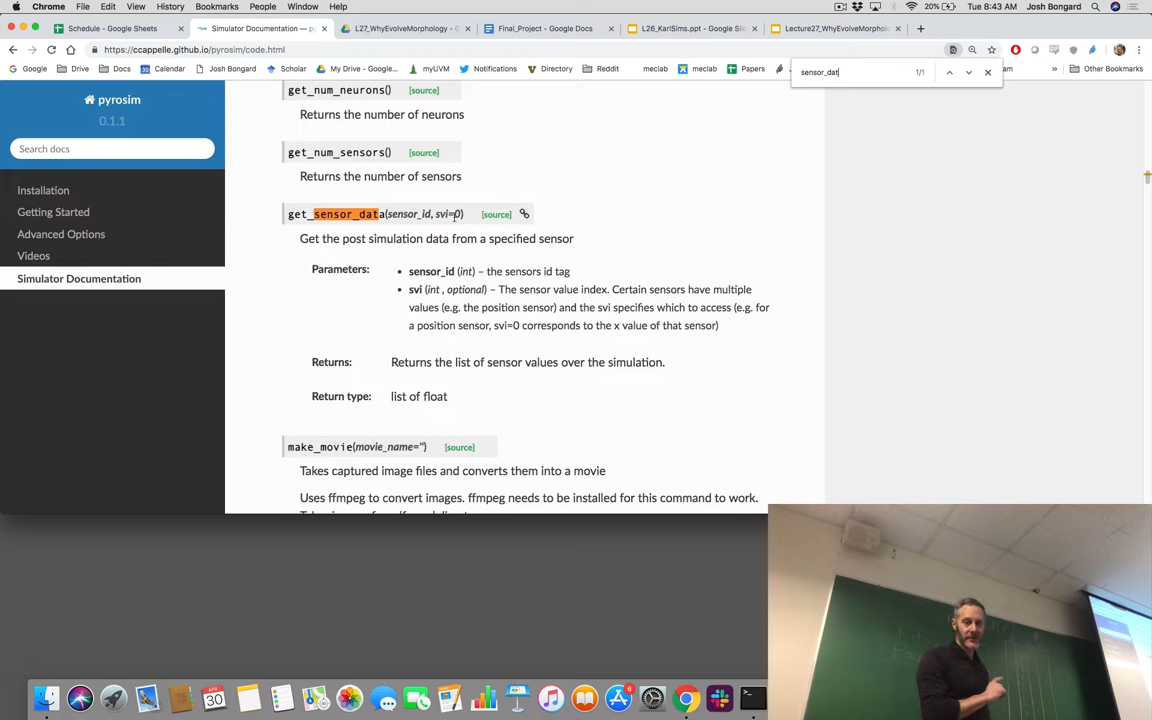 Chrome File Edit View History Bookmarks People Window Help
20% Tue 8:43 AM Josh Bongard
Schedule - Google Sheets
Simulator Documentation — py
L27_WhyEvolveMorphology - G
Final_Project - Google Docs
L26_KarlSims.ppt - Google Sli
Lecture27_WhyEvolveMorphol
https://ccappelle.github.io/pyrosim/code.html
Google Drive Calendar Josh Bongard My Drive - Googl... myUVM Notifications Scholar Directory Reddit meclab meclab Papers Other Bookmarks
sensor_dat 1/1
pyrosim
0.1.1
Search docs
Installation
Getting Started
Advanced Options
Videos
Simulator Documentation
get_num_neurons() [source]
Returns the number of neurons
get_num_sensors() [source]
Returns the number of sensors
get_sensor_data(sensor_id, svi=0) [source]
Get the post simulation data from a specified sensor
Parameters:
• sensor_id (int) – the sensors id tag
• svi (int , optional) – The sensor value index. Certain sensors have multiple
values (e.g. the position sensor) and the svi specifies which to access (e.g. for
a position sensor, svi=0 corresponds to the x value of that sensor)
Returns: Returns the list of sensor values over the simulation.
Return type: list of float
make_movie(movie_name='') [source]
Takes captured image files and converts them into a movie
Uses ffmpeg to convert images. ffmpeg needs to be installed for this command to work.
APR
30